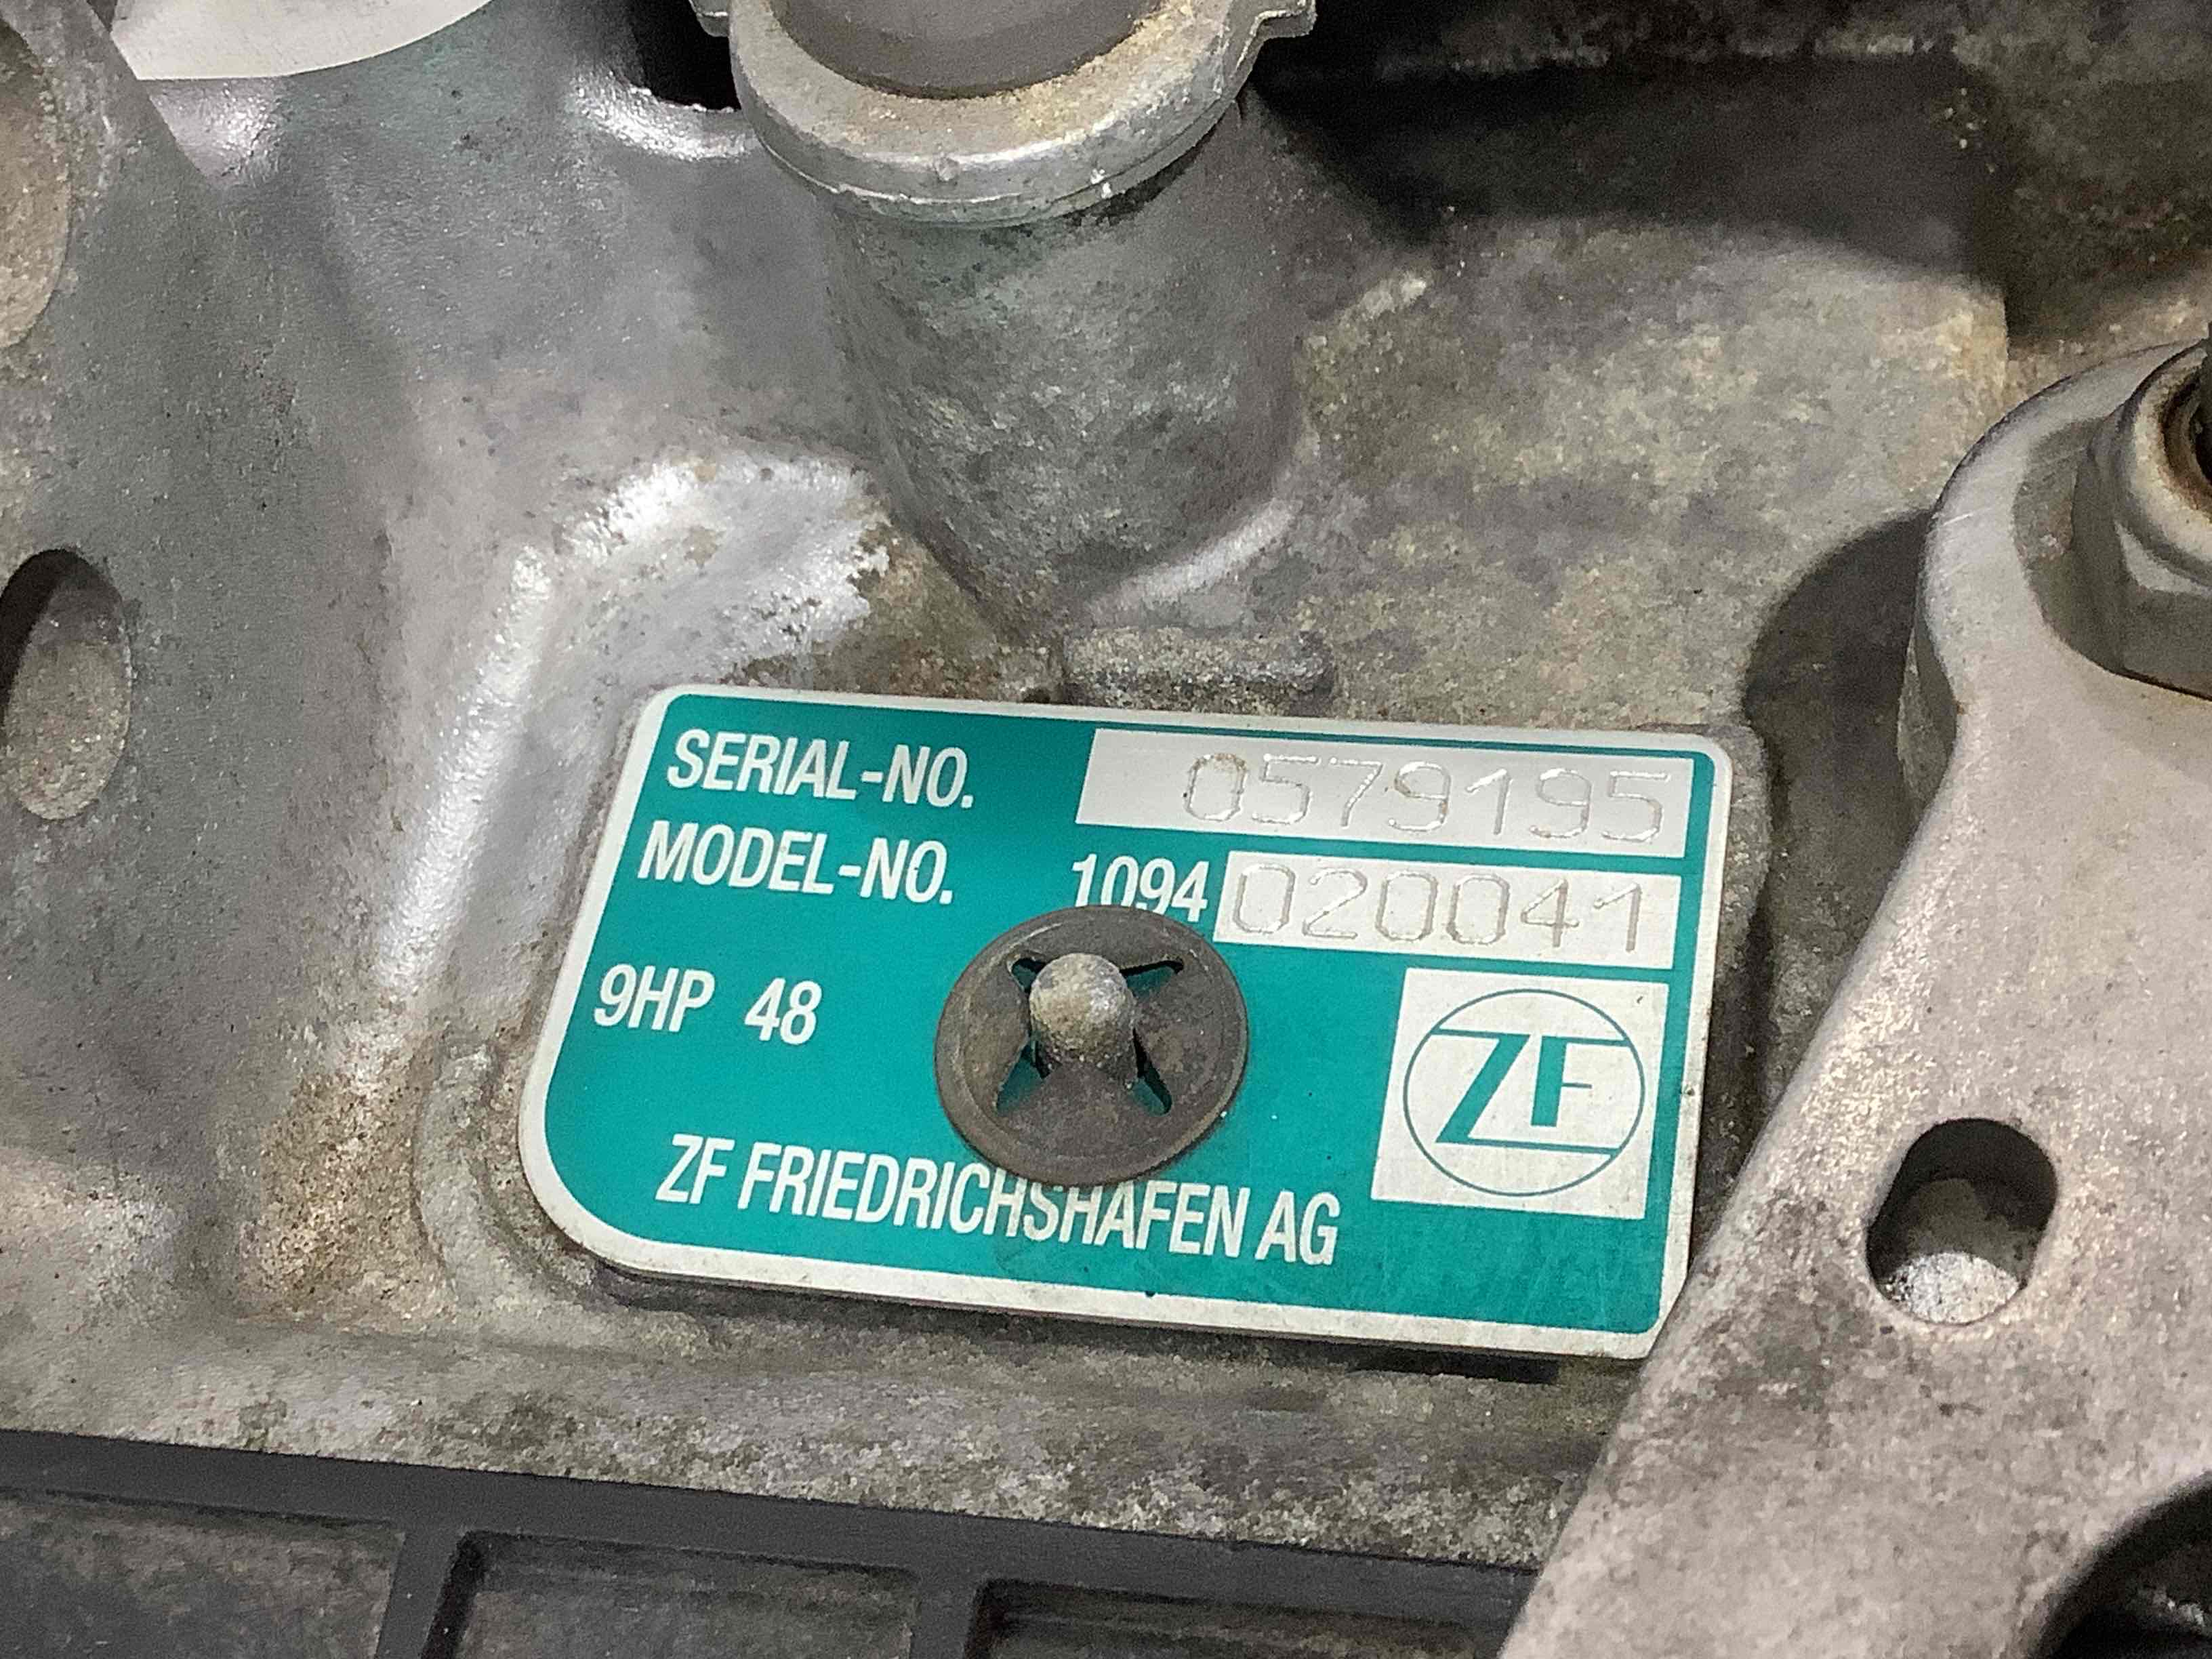 SERIAL-NO. 0579195
MODEL-NO. 1094 020041
9HP 48
ZF
ZF FRIEDRICHSHAFEN AG